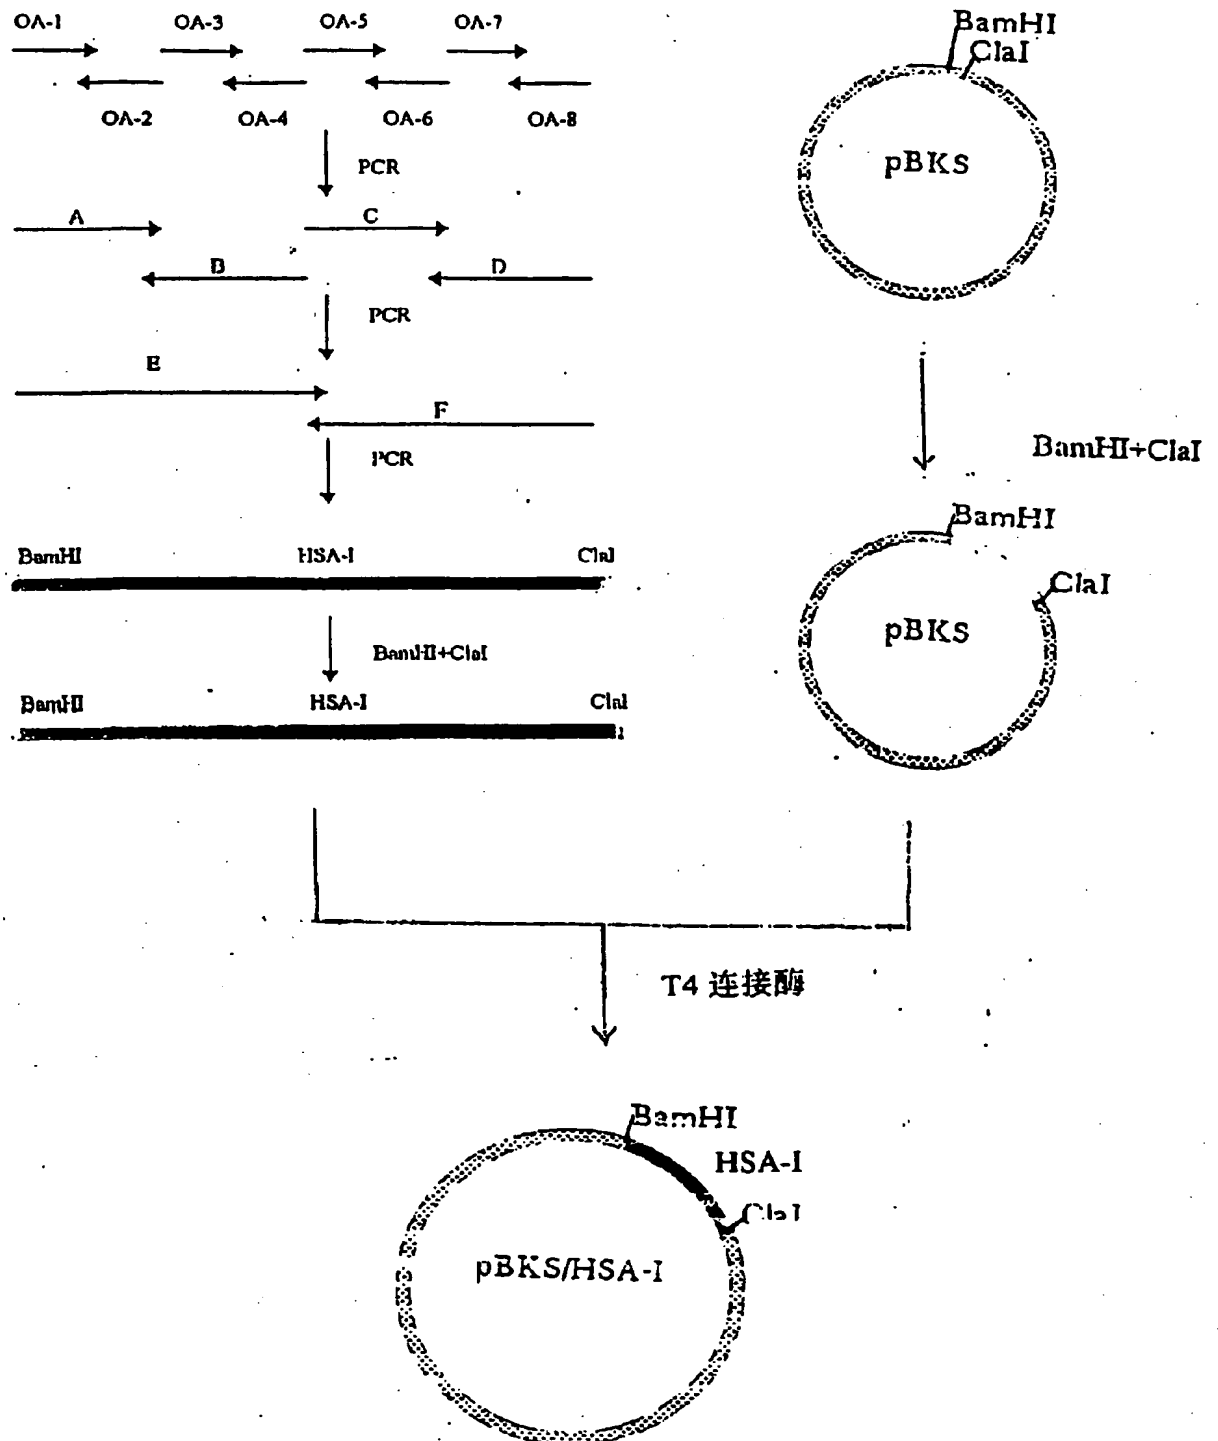 OA-1 OA-3 OA-5 OA-7
OA-2 OA-4 OA-6 OA-8
PCR
A C
B D
PCR
E
F
PCR
BamHI HSA-I ClaI
BamHI+ClaI
BamHI HSA-I ClaI
BamHI
ClaI
pBKS
BamHI+ClaI
BamHI
ClaI
pBKS
T4 连接酶
BamHI
HSA-I
ClaI
pBKS/HSA-I